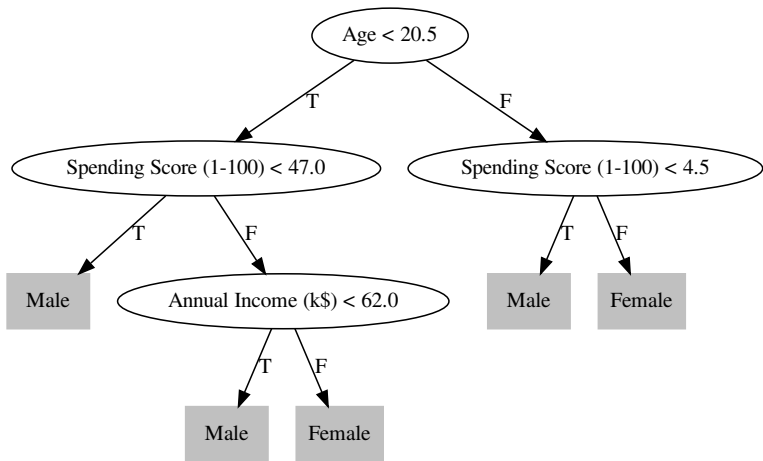 Age < 20.5
T
F
Spending Score (1-100) < 47.0
Spending Score (1-100) < 4.5
T
F
T
F
Male
Annual Income (k$) < 62.0
Male
Female
T
F
Male
Female